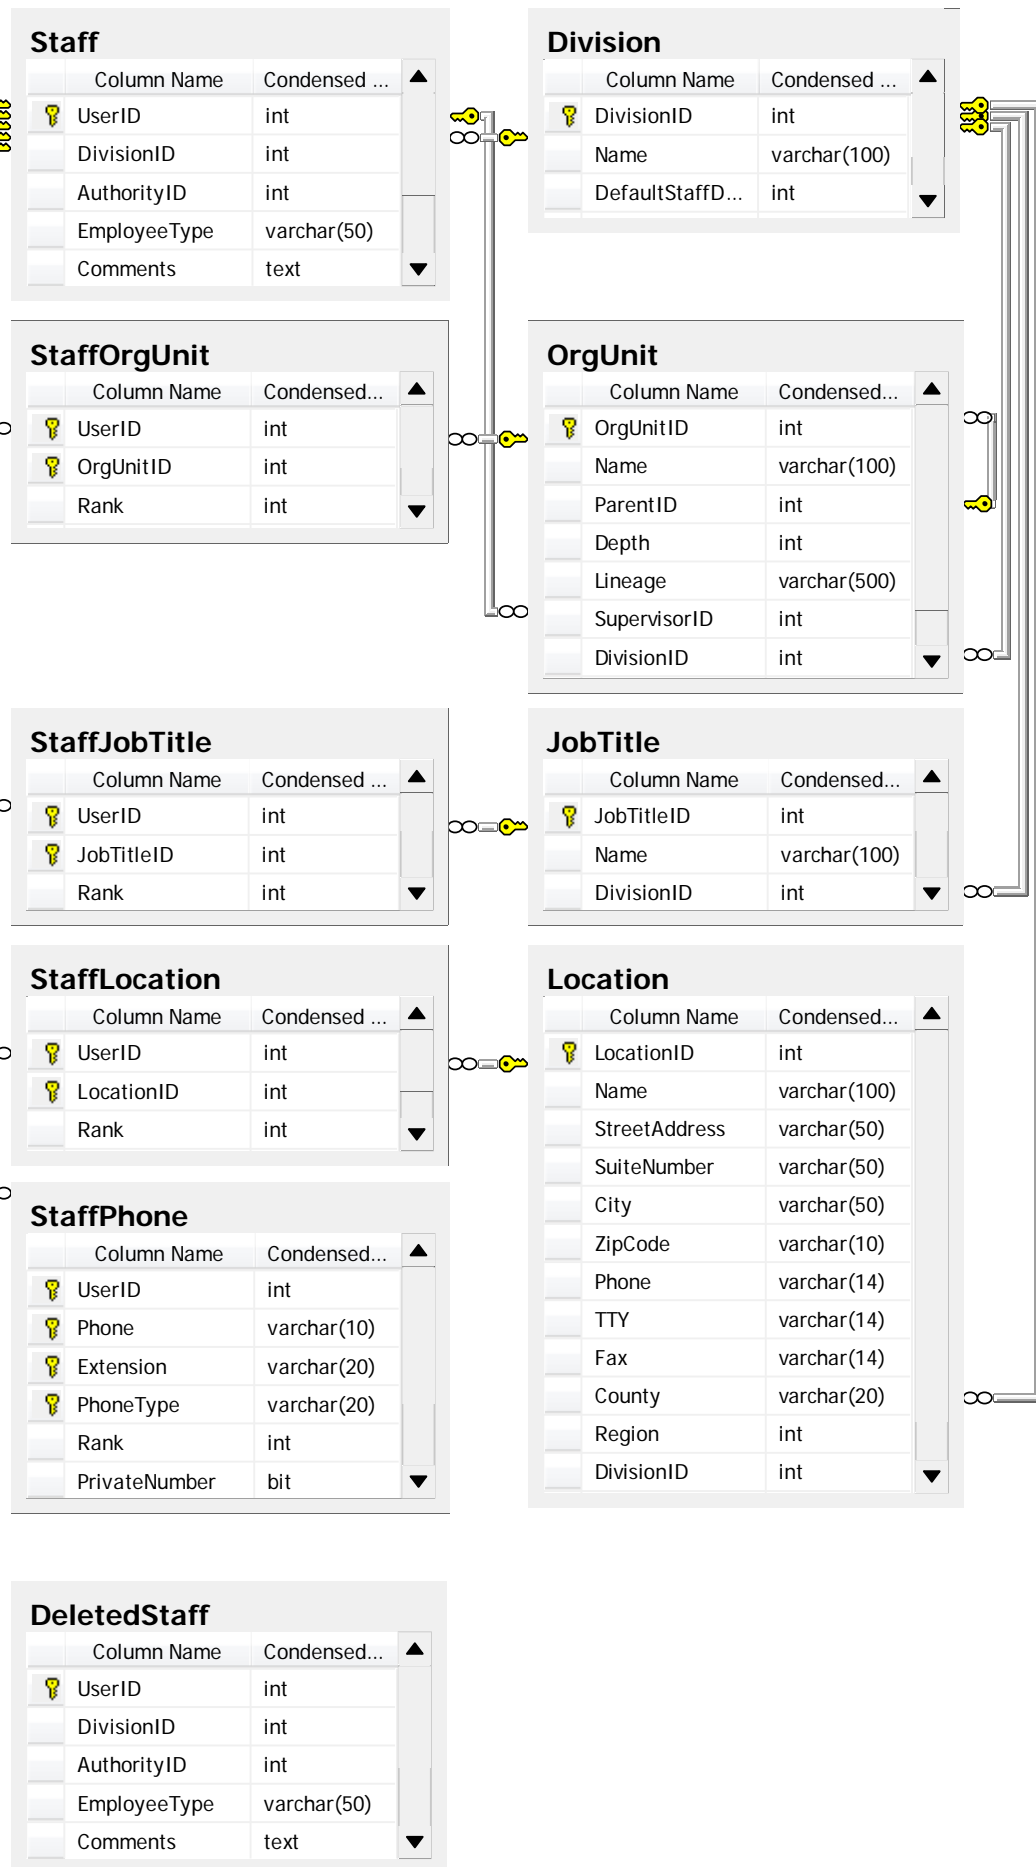 Staff
Column Name Condensed ...
UserID int
DivisionID int
AuthorityID int
EmployeeType varchar(50)
Comments text
Division
Column Name Condensed ...
DivisionID int
Name varchar(100)
DefaultStaffD... int
StaffOrgUnit
Column Name Condensed...
UserID int
OrgUnitID int
Rank int
OrgUnit
Column Name Condensed...
OrgUnitID int
Name varchar(100)
ParentID int
Depth int
Lineage varchar(500)
SupervisorID int
DivisionID int
StaffJobTitle
Column Name Condensed ...
UserID int
JobTitleID int
Rank int
JobTitle
Column Name Condensed...
JobTitleID int
Name varchar(100)
DivisionID int
StaffLocation
Column Name Condensed ...
UserID int
LocationID int
Rank int
Location
Column Name Condensed...
LocationID int
Name varchar(100)
StreetAddress varchar(50)
SuiteNumber varchar(50)
City varchar(50)
ZipCode varchar(10)
Phone varchar(14)
TTY varchar(14)
Fax varchar(14)
County varchar(20)
Region int
DivisionID int
StaffPhone
Column Name Condensed...
UserID int
Phone varchar(10)
Extension varchar(20)
PhoneType varchar(20)
Rank int
PrivateNumber bit
DeletedStaff
Column Name Condensed...
UserID int
DivisionID int
AuthorityID int
EmployeeType varchar(50)
Comments text